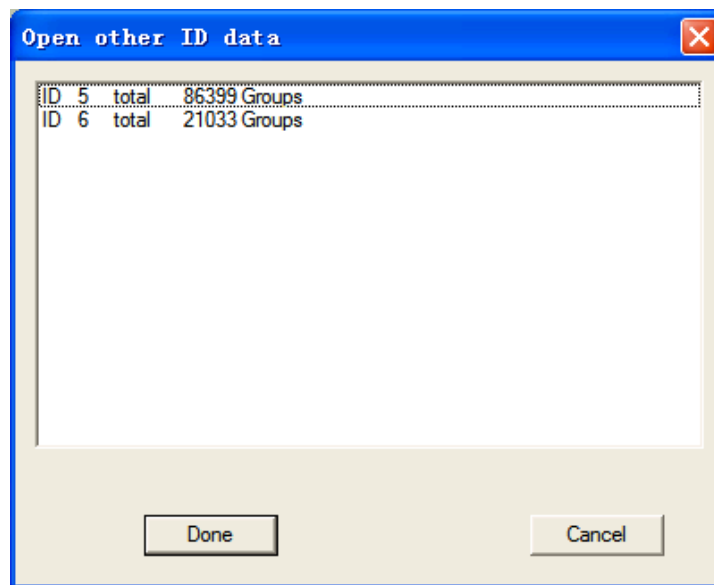 Open other ID data
ID 5 total 86399 Groups
ID 6 total 21033 Groups
Done
Cancel